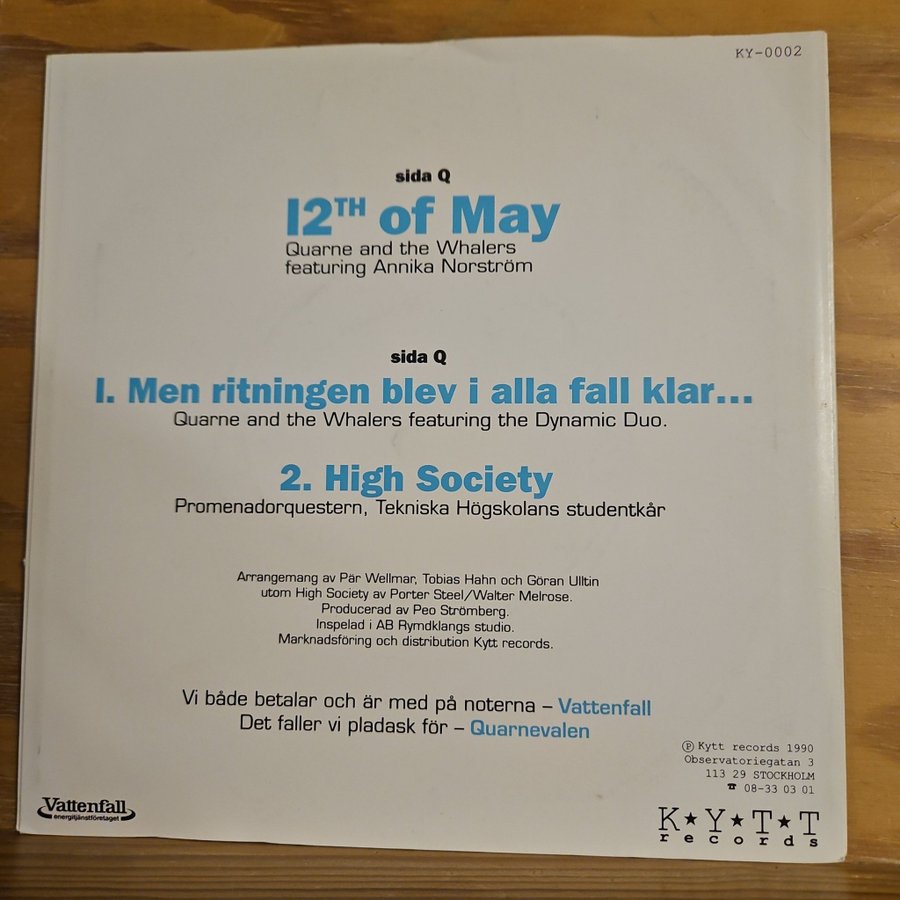 KY-0002
sida Q
12TH of May
Quarne and the Whalers
featuring Annika Norström
sida Q
1. Men ritningen blev i alla fall klar...
Quarne and the Whalers featuring the Dynamic Duo.
2. High Society
Promenadorquestern, Tekniska Högskolans studentkår
Arrangemang av Pär Wellmar, Tobias Hahn och Göran Ulltin
utom High Society av Porter Steel/Walter Melrose.
Producerad av Peo Strömberg.
Inspelad i AB Rymdklangs studio.
Marknadsföring och distribution Kytt records.
Vi både betalar och är med på noterna – Vattenfall
Det faller vi pladask för – Quarnevalen
Ⓟ Kytt records 1990
Observatoriegatan 3
113 29 STOCKHOLM
☎ 08-33 03 01
Vattenfall
energitjänstföretaget
K★Y★T★T
records